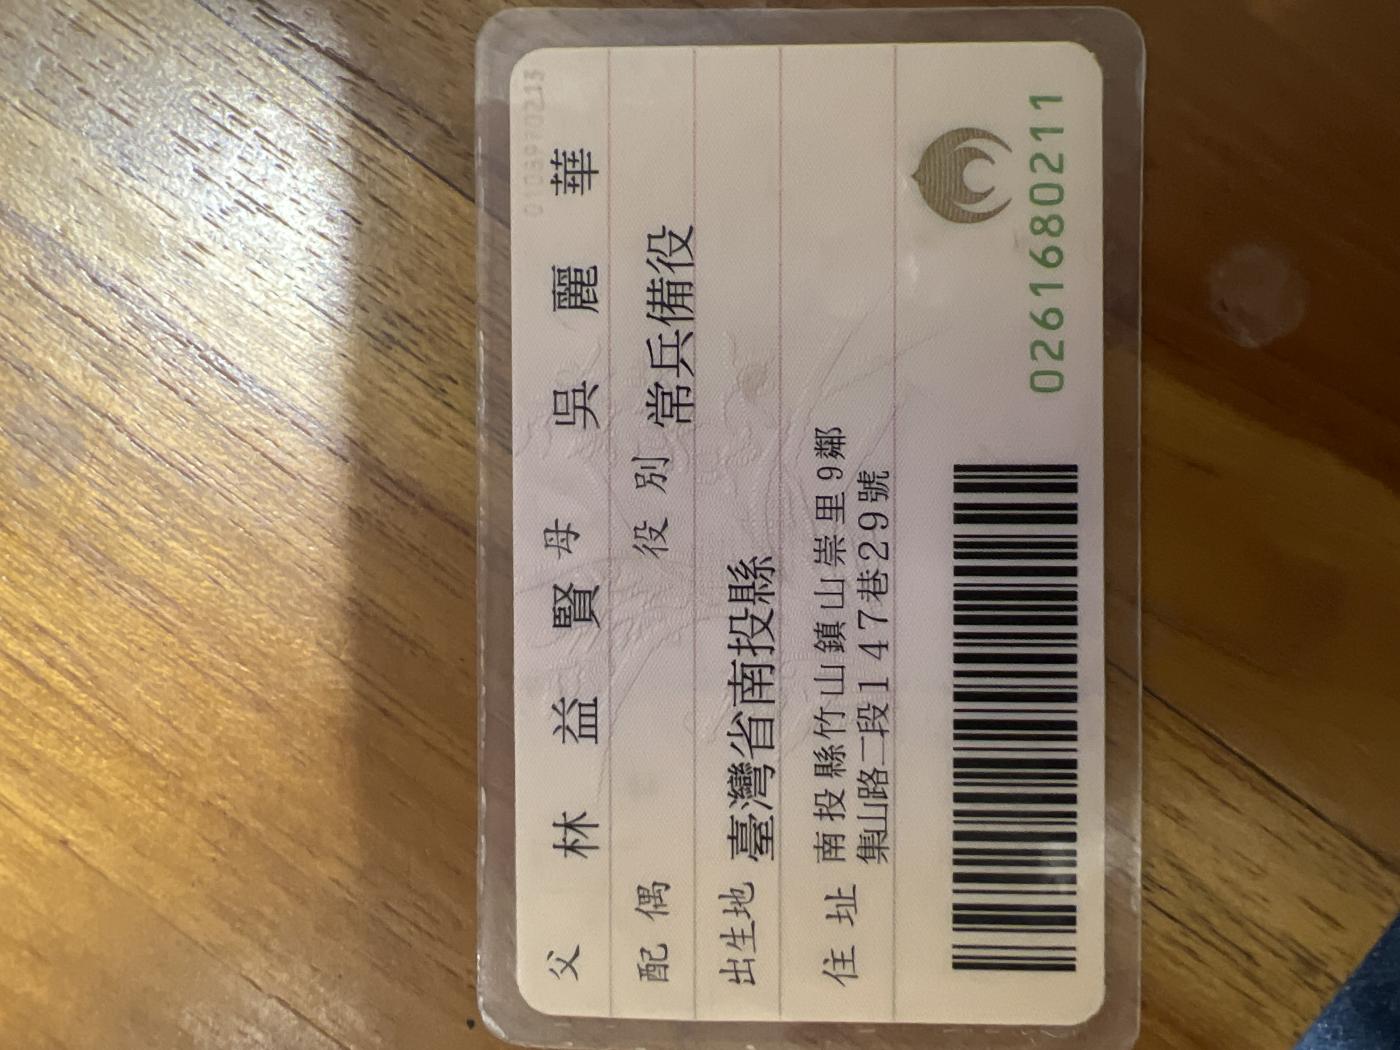 父 林益賢 母 吳麗華
配偶 役別 常兵備役
出生地 臺灣省南投縣
住址 南投縣竹山鎮山崇里9鄰
集山路二段147巷29號
0261680211